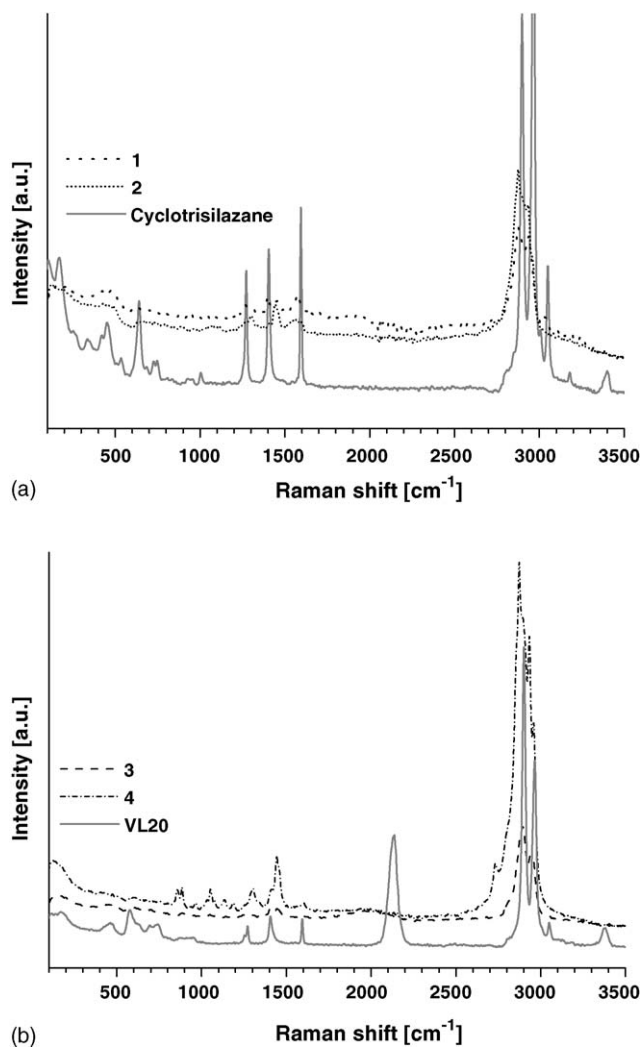 Intensity [a.u.]
1
2
Cyclotrisilazane
500 1000 1500 2000 2500 3000 3500
(a)
Raman shift [cm⁻¹]
Intensity [a.u.]
3
4
VL20
500 1000 1500 2000 2500 3000 3500
(b)
Raman shift [cm⁻¹]